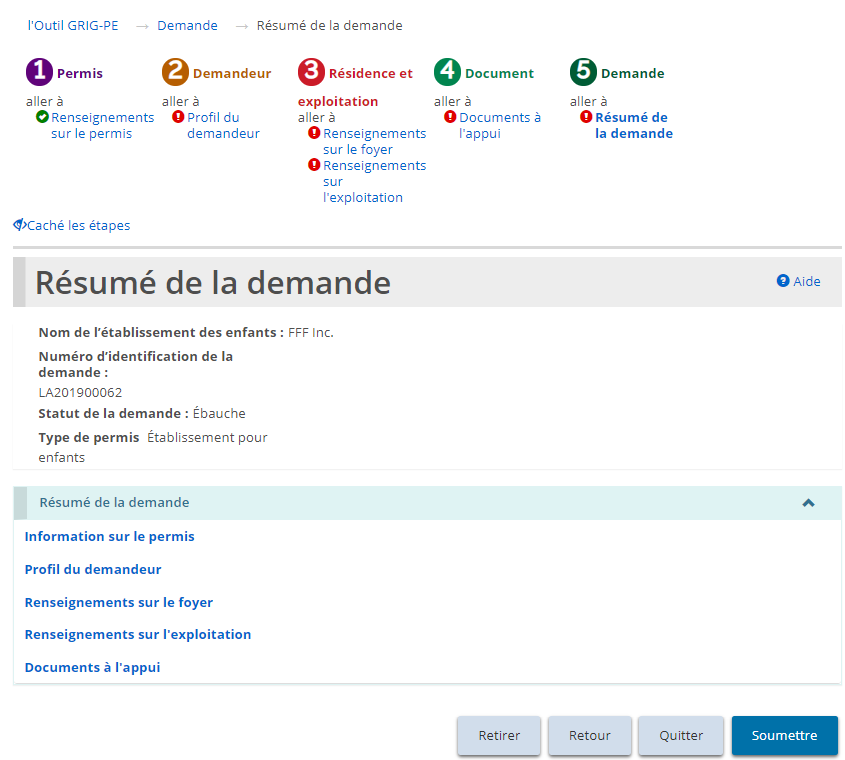 l'Outil GRIG-PE → Demande → Résumé de la demande
1 Permis
aller à
Renseignements
sur le permis
2 Demandeur
aller à
Profil du
demandeur
3 Résidence et
exploitation
aller à
Renseignements
sur le foyer
Renseignements
sur
l'exploitation
4 Document
aller à
Documents à
l'appui
5 Demande
aller à
Résumé de
la demande
Caché les étapes
Résumé de la demande
Aide
Nom de l’établissement des enfants : FFF Inc.
Numéro d’identification de la
demande :
LA201900062
Statut de la demande : Ébauche
Type de permis Établissement pour
enfants
Résumé de la demande
Information sur le permis
Profil du demandeur
Renseignements sur le foyer
Renseignements sur l'exploitation
Documents à l'appui
Retirer Retour Quitter Soumettre